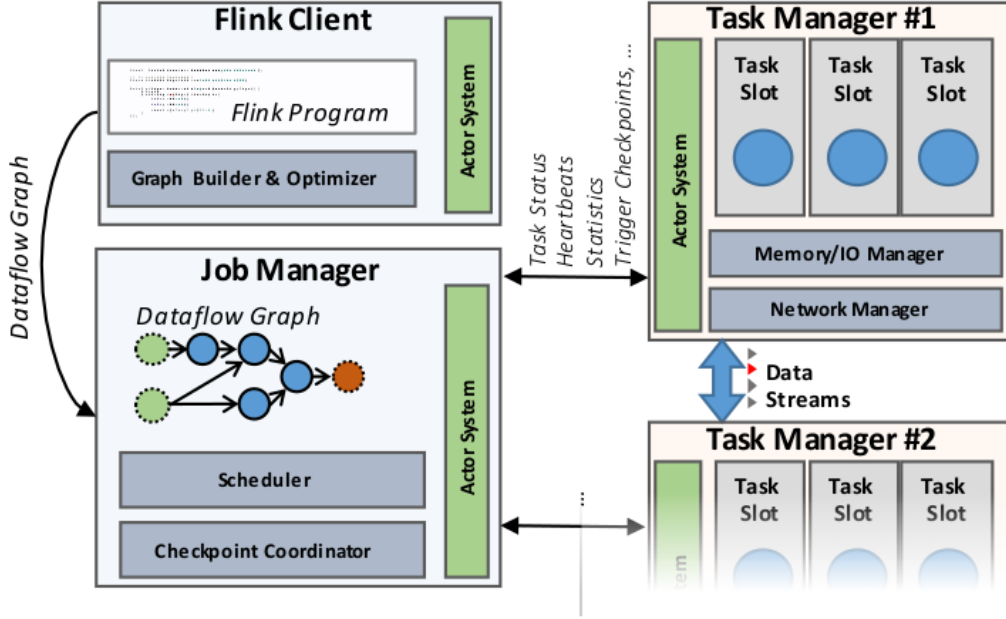 Flink Client
Flink Program
Graph Builder & Optimizer
Actor System
Dataflow Graph
Job Manager
Dataflow Graph
Scheduler
Checkpoint Coordinator
Actor System
Task Status
Heartbeats
Statistics
Trigger Checkpoints, ...
...
Task Manager #1
Actor System
Task
Slot
Task
Slot
Task
Slot
Memory/IO Manager
Network Manager
Data
Streams
Task Manager #2
Task
Slot
Task
Slot
Task
Slot